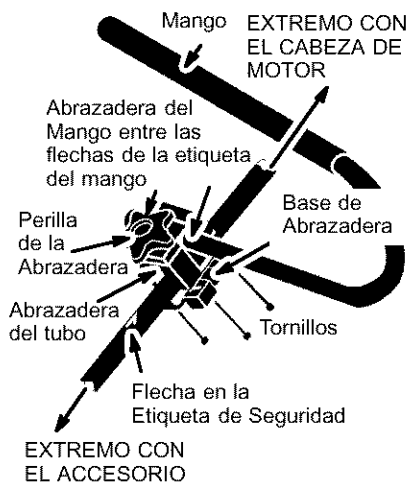 Mango
EXTREMO CON
EL CABEZA DE
MOTOR
Abrazadera del
Mango entre las
flechas de la etiqueta
del mango
Base de
Abrazadera
Perilla
de la
Abrazadera
Abrazadera
del tubo
Tornillos
Flecha en la
Etiqueta de Seguridad
EXTREMO CON
EL ACCESORIO